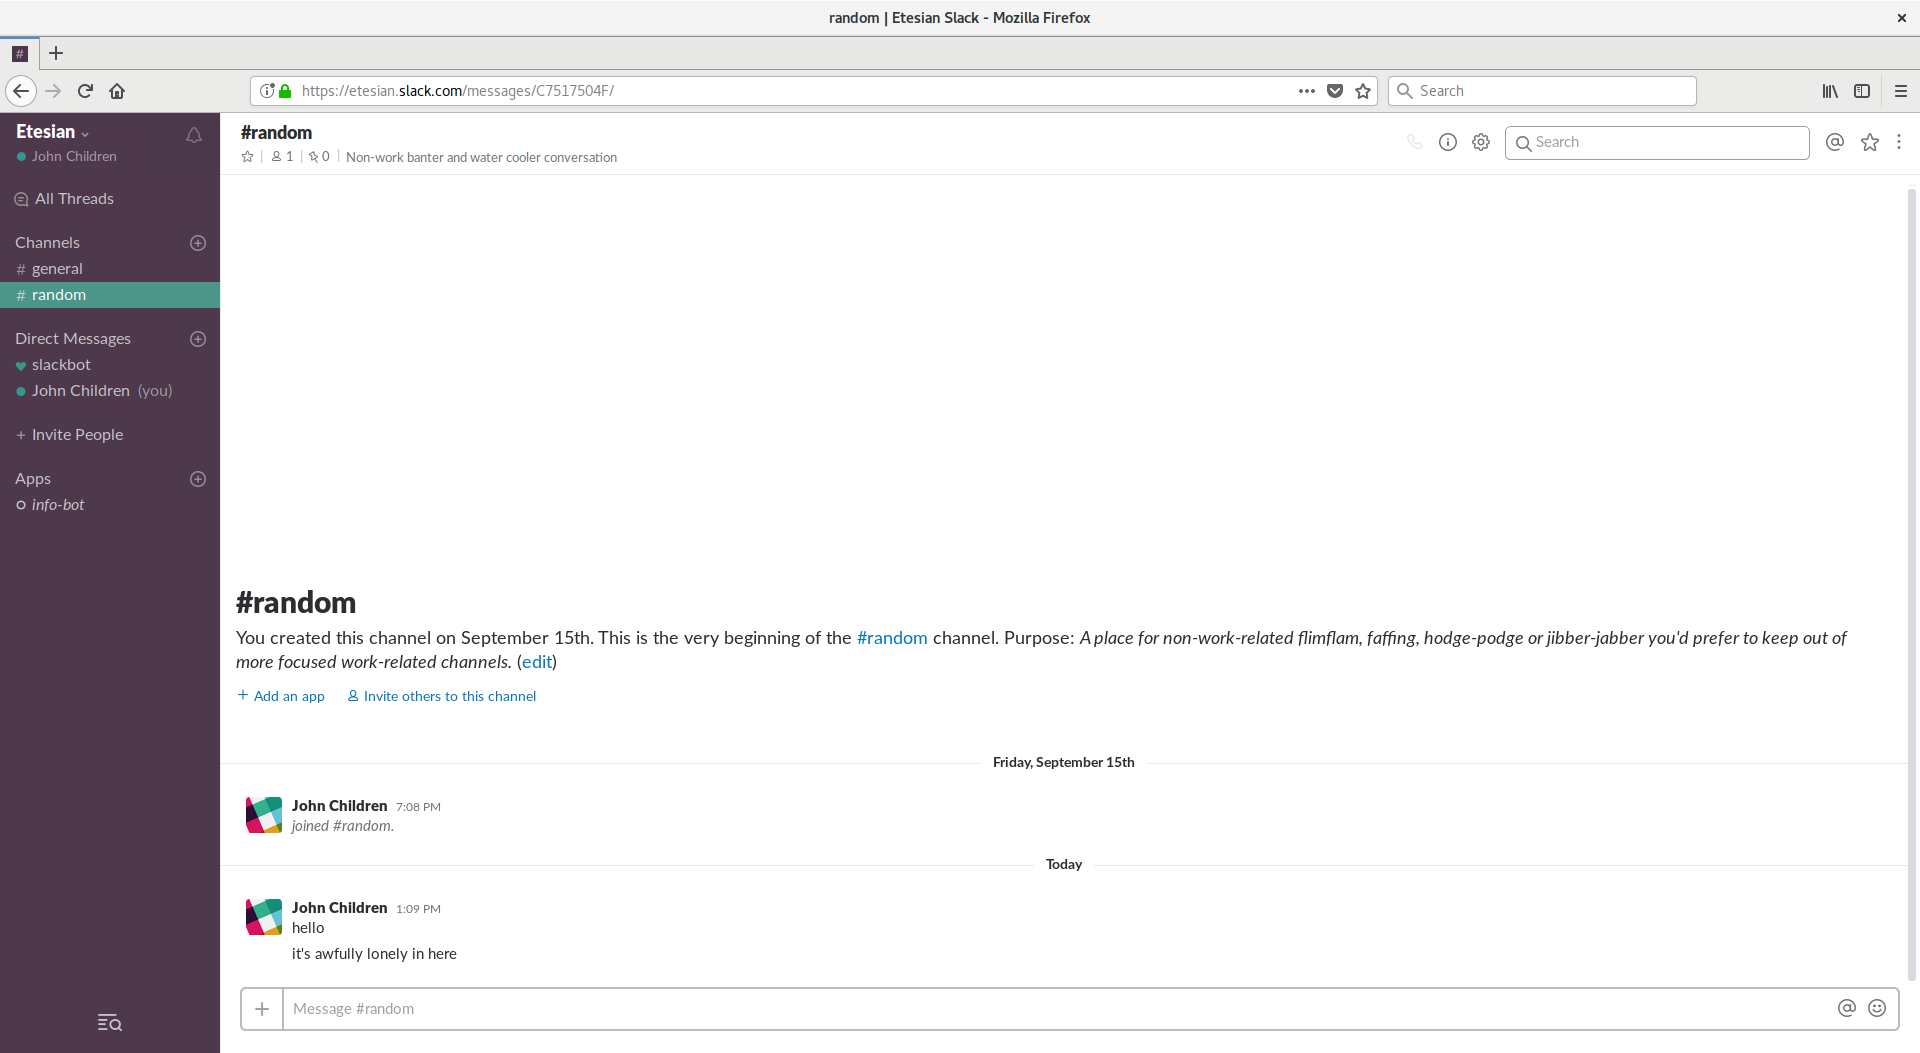 random | Etesian Slack - Mozilla Firefox
https://etesian.slack.com/messages/C7517504F/
Search
Etesian
John Children
All Threads
Channels
# general
# random
Direct Messages
slackbot
John Children (you)
+ Invite People
Apps
info-bot
#random
1 | 0 | Non-work banter and water cooler conversation
Search
#random
You created this channel on September 15th. This is the very beginning of the #random channel. Purpose: A place for non-work-related flimflam, faffing, hodge-podge or jibber-jabber you'd prefer to keep out of
more focused work-related channels. (edit)
+ Add an app Invite others to this channel
Friday, September 15th
John Children 7:08 PM
joined #random.
Today
John Children 1:09 PM
hello
it's awfully lonely in here
Message #random